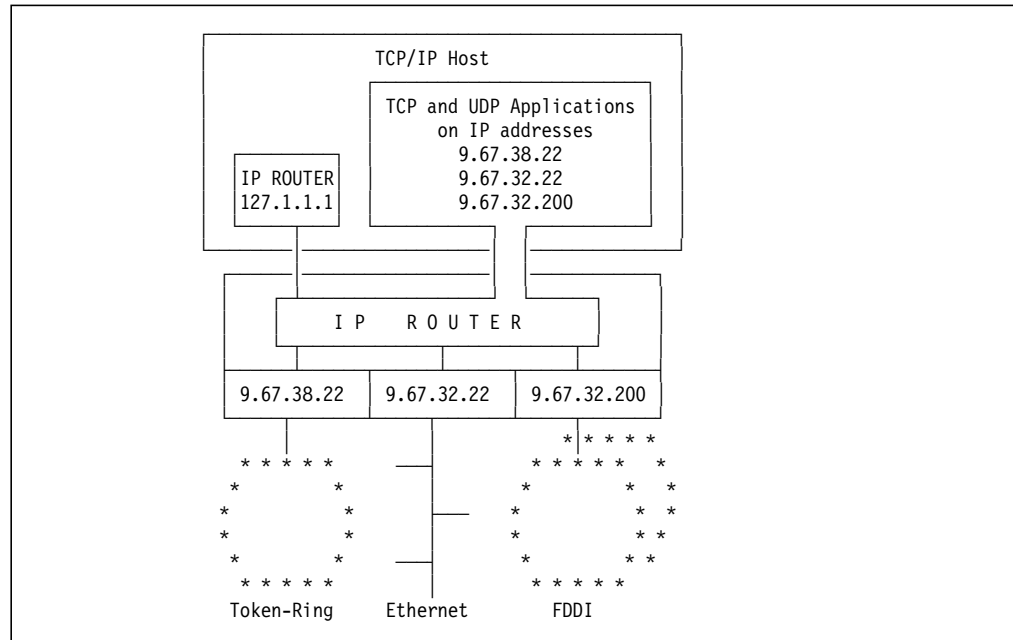 TCP/IP Host
TCP and UDP Applications
on IP addresses
9.67.38.22
9.67.32.22
9.67.32.200
IP ROUTER
127.1.1.1
I P R O U T E R
9.67.38.22
9.67.32.22
9.67.32.200
Token-Ring
Ethernet
FDDI